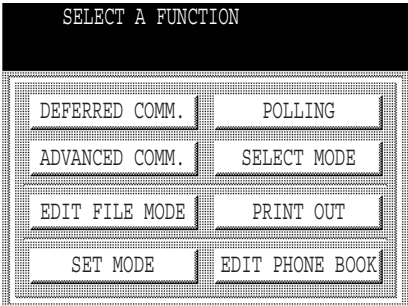 SELECT A FUNCTION
DEFERRED COMM.
POLLING
ADVANCED COMM.
SELECT MODE
EDIT FILE MODE
PRINT OUT
SET MODE
EDIT PHONE BOOK